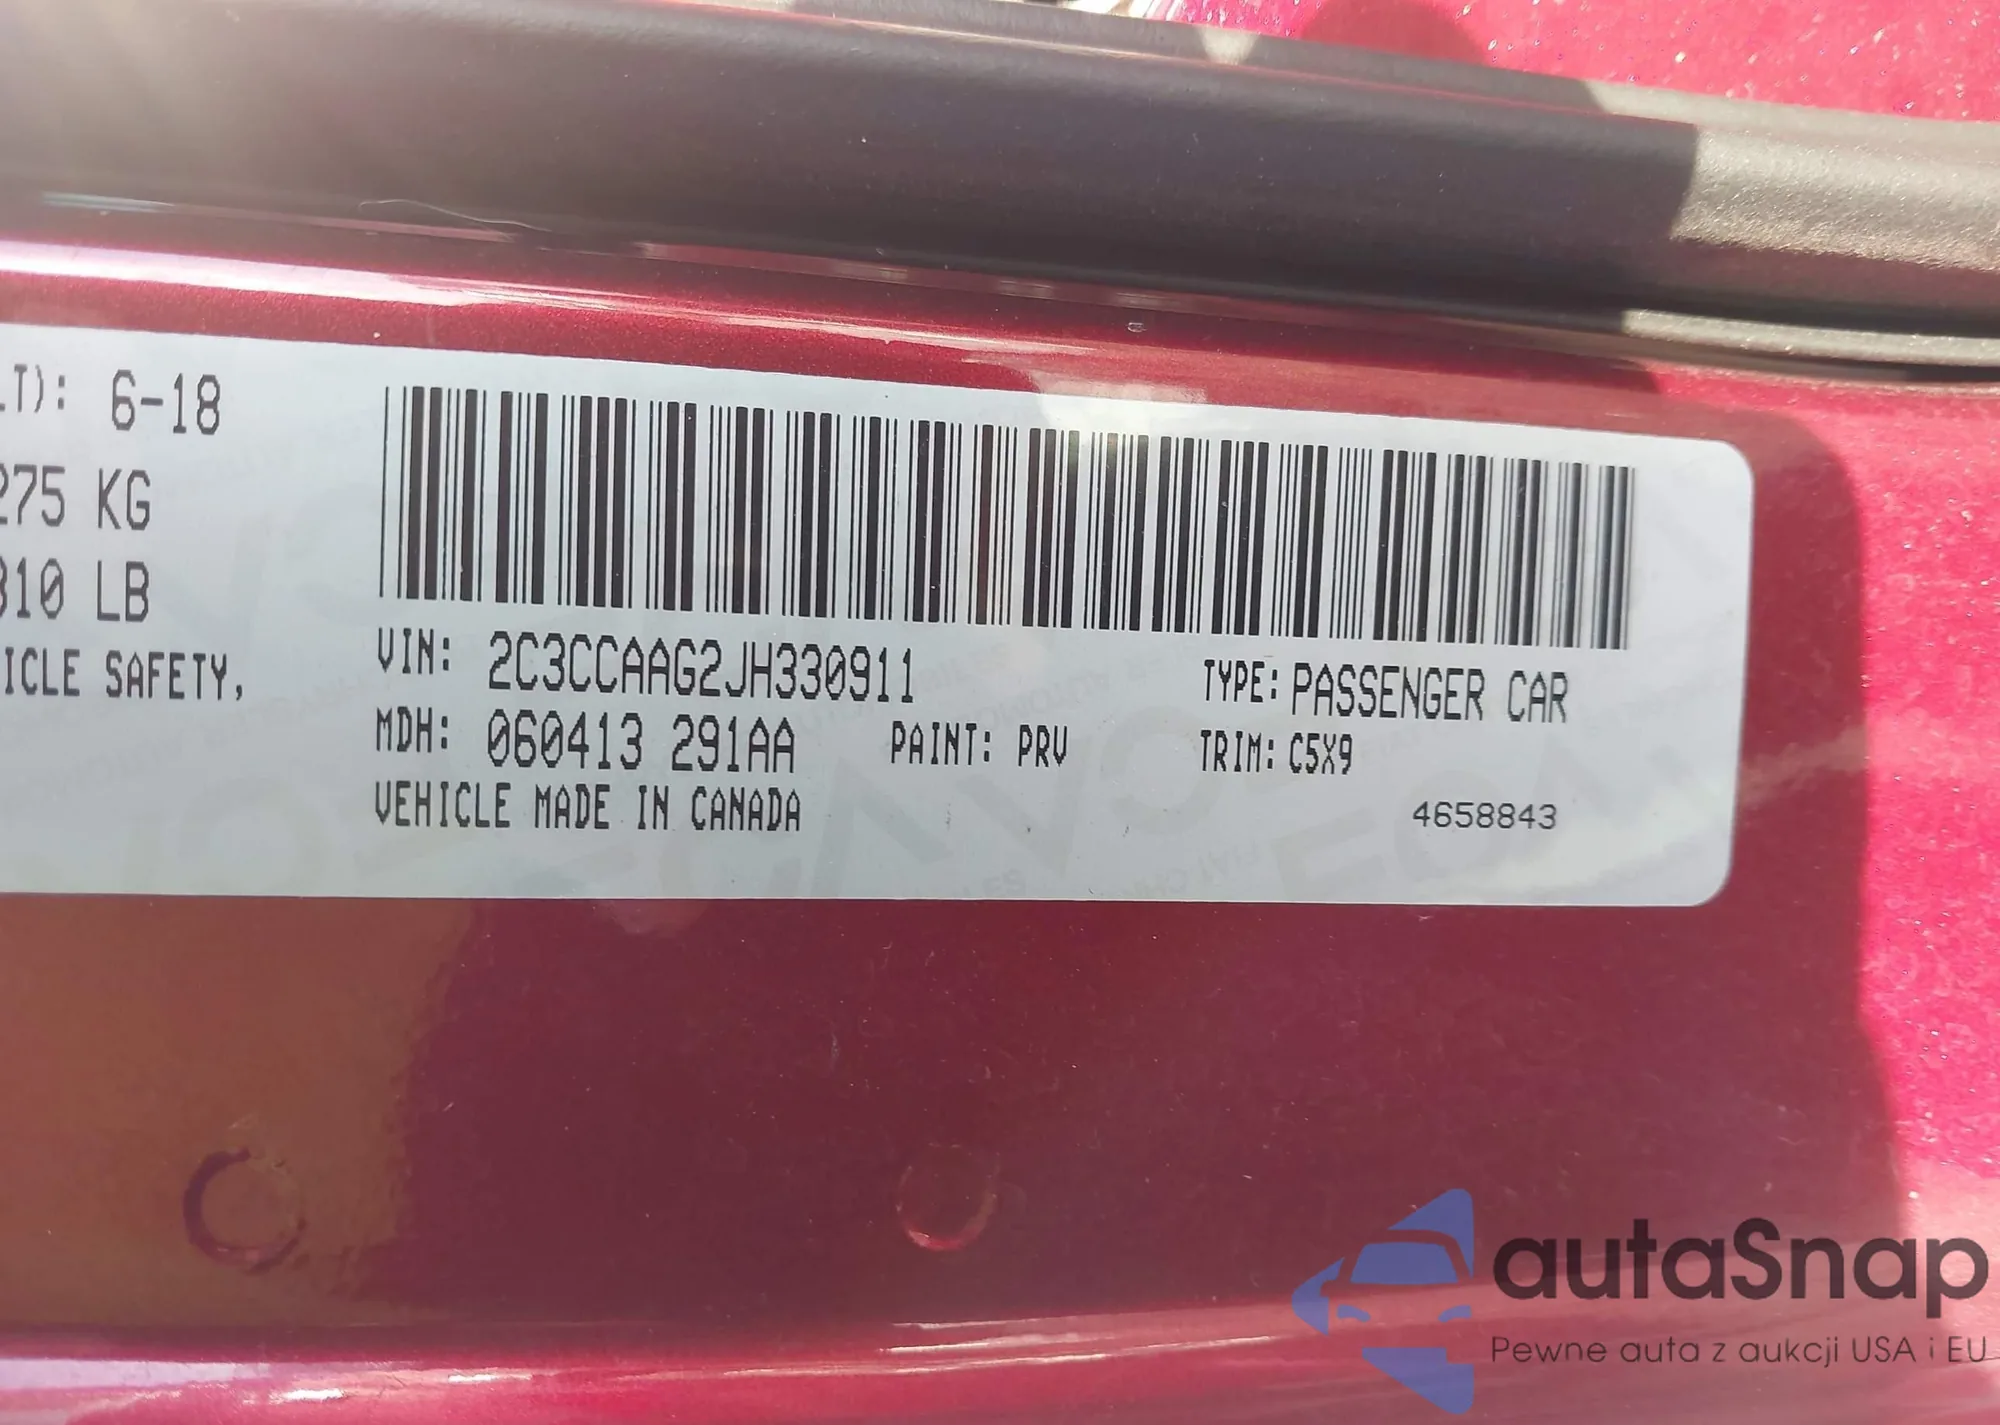 LT): 6-18
275 KG
310 LB
ICLE SAFETY,
VIN: 2C3CCAAG2JH330911
TYPE: PASSENGER CAR
MDH: 060413 291AA PAINT: PRV TRIM: C5X9
VEHICLE MADE IN CANADA
4658843
autaSnap
Pewne auta z aukcji USA i EU